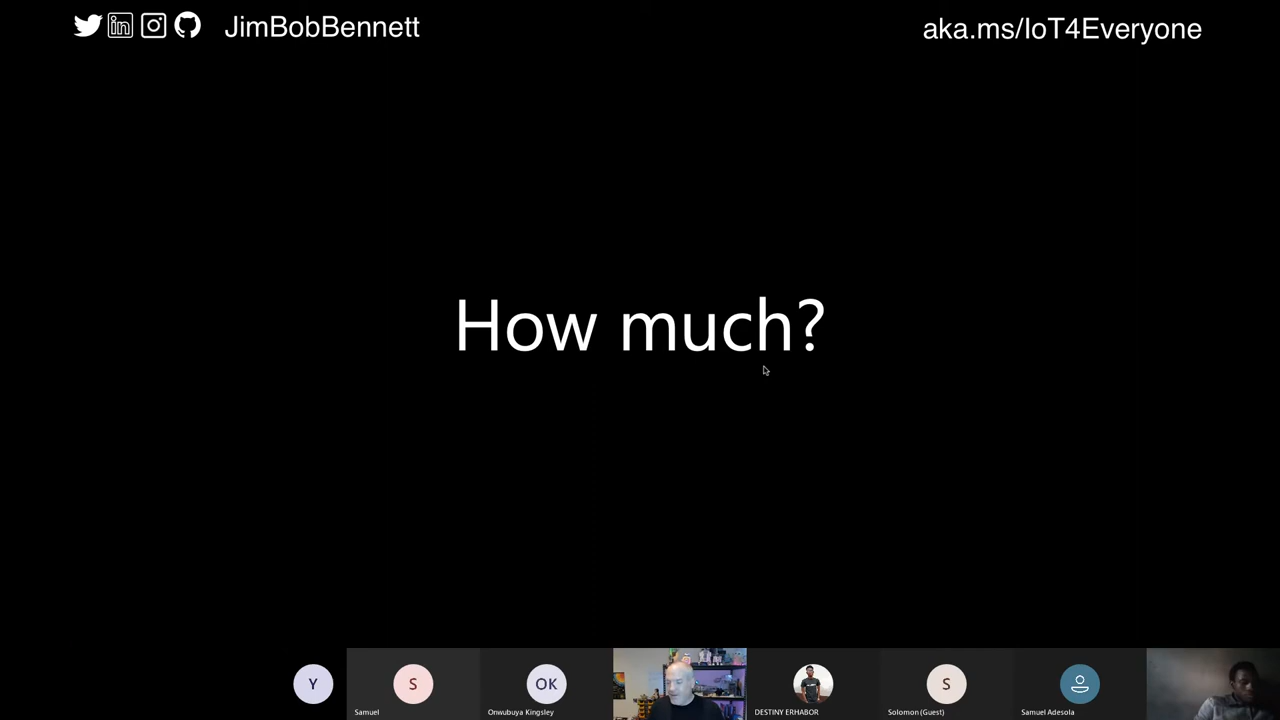 JimBobBennett
aka.ms/IoT4Everyone
How much?
Y
S
OK
S
Samuel
Onwubuya Kingsley
DESTINY ERHABOR
Solomon (Guest)
Samuel Adesola